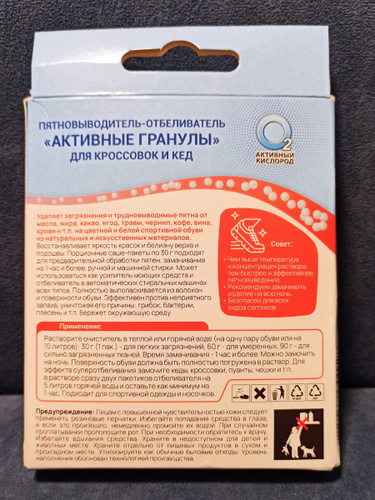 ПЯТНОВЫВОДИТЕЛЬ-ОТБЕЛИВАТЕЛЬ
«АКТИВНЫЕ ГРАНУЛЫ»
ДЛЯ КРОССОВОК И КЕД
O2
АКТИВНЫЙ
КИСЛОРОД
Удаляет загрязнения и трудновыводимые пятна от
масла, жира, какао, ягод, травы, чернил, кофе, вина,
крови и т.п. на цветной и белой спортивной обуви
из натуральных и искусственных материалов.
Восстанавливает яркость красок и белизну верха и
подошвы. Порционные саше-пакеты по 30 г подходят
для предварительной обработки пятен, замачивания
на 1 час и более, ручной и машинной стирки. Может
использоваться как усилитель моющих средств и
отбеливатель в автоматических стиральных машинах
всех типов. Полностью выполаскивается из волокон
и поверхности обуви. Эффективен против неприятного
запаха, уничтожая его причины: грибок, бактерии,
плесень и т.п. Бережет окружающую среду.
Совет:
• Чем выше температура
и концентрация раствора,
тем быстрее и эффективнее
пятновыведение.
• Рекомендуем замачивать
изделие на всю ночь.
• Безопасен для всех
видов септиков.
Применение:
Растворите очиститель в теплой или горячей воде (на одну пару обуви или на
10 литров): 30 г (1 пак.) - для легких загрязнений, 60 г - для умеренных, 90 г - для
сильно загрязненных тканей. Время замачивания - 1 час и более. Можно замочить
на ночь. Поверхность обуви должна быть полностью погружена в раствор. Для
эффекта суперотбеливания замочите кеды, кроссовки, пуанты, чешки и т.п.
в растворе сразу двух пакетиков отбеливателя на
5 литров горячей воды и оставьте как минимум на
1 час. Подходит для спортивной одежды и носочков.
Предупреждение: Лицам с повышенной чувствительностью кожи следует
применять резиновые перчатки. Избегайте попадания средства в глаза,
а если это произошло, немедленно промойте их водой. При случайном
проглатывании прополощите рот. При необходимости обратитесь к врачу.
Избегайте вдыхания средства. Храните в недоступном для детей и
животных месте. Храните отдельно от пищевых продуктов в сухом и
прохладном месте. Утилизируйте как обычные бытовые отходы. Уровень
наполнения обоснован технологической необходимостью.